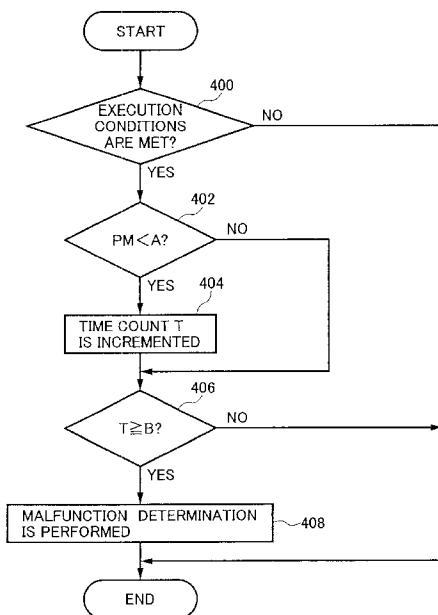 START
400
EXECUTION
CONDITIONS
ARE MET?
NO
YES
402
PM<A?
NO
YES
404
TIME COUNT T
IS INCREMENTED
406
T≧B?
NO
YES
MALFUNCTION DETERMINATION
IS PERFORMED
408
END